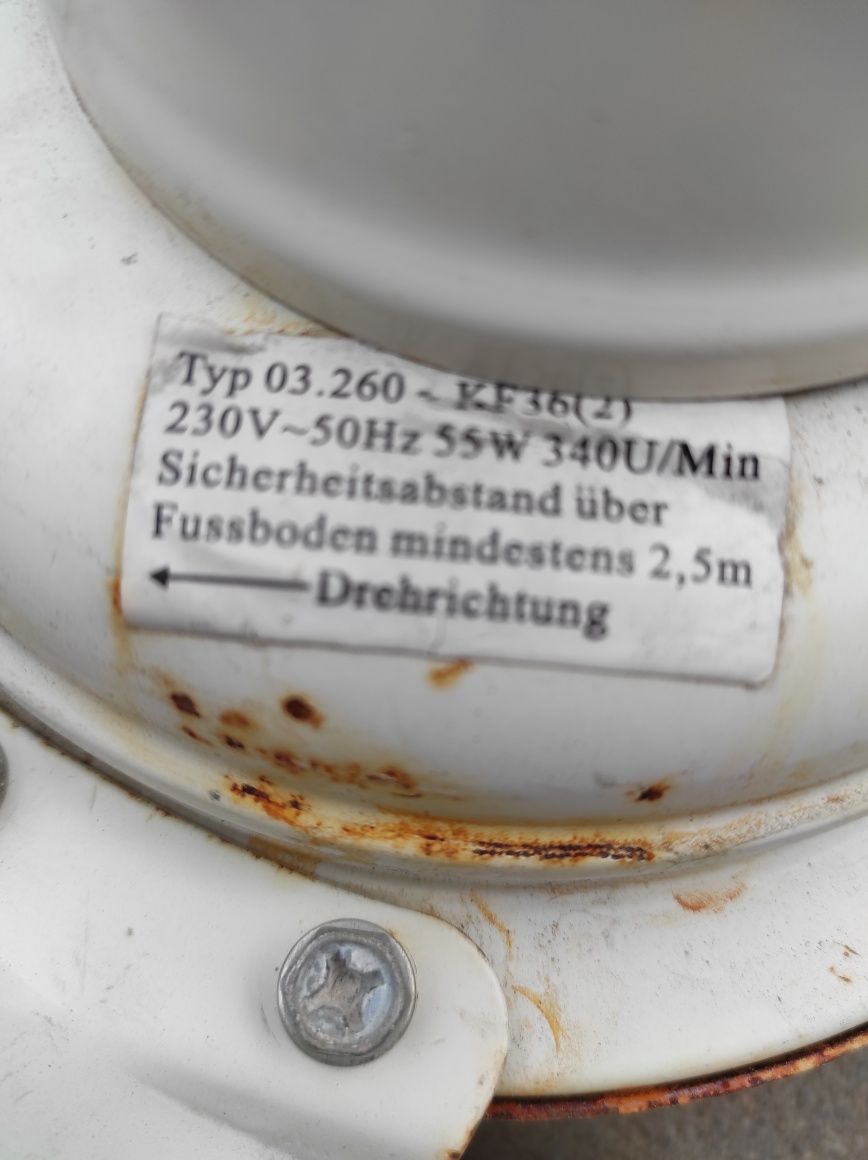 Typ 03.260 - KF36(2)
230V~50Hz 55W 340U/Min
Sicherheitsabstand über
Fussboden mindestens 2,5m
Drehrichtung